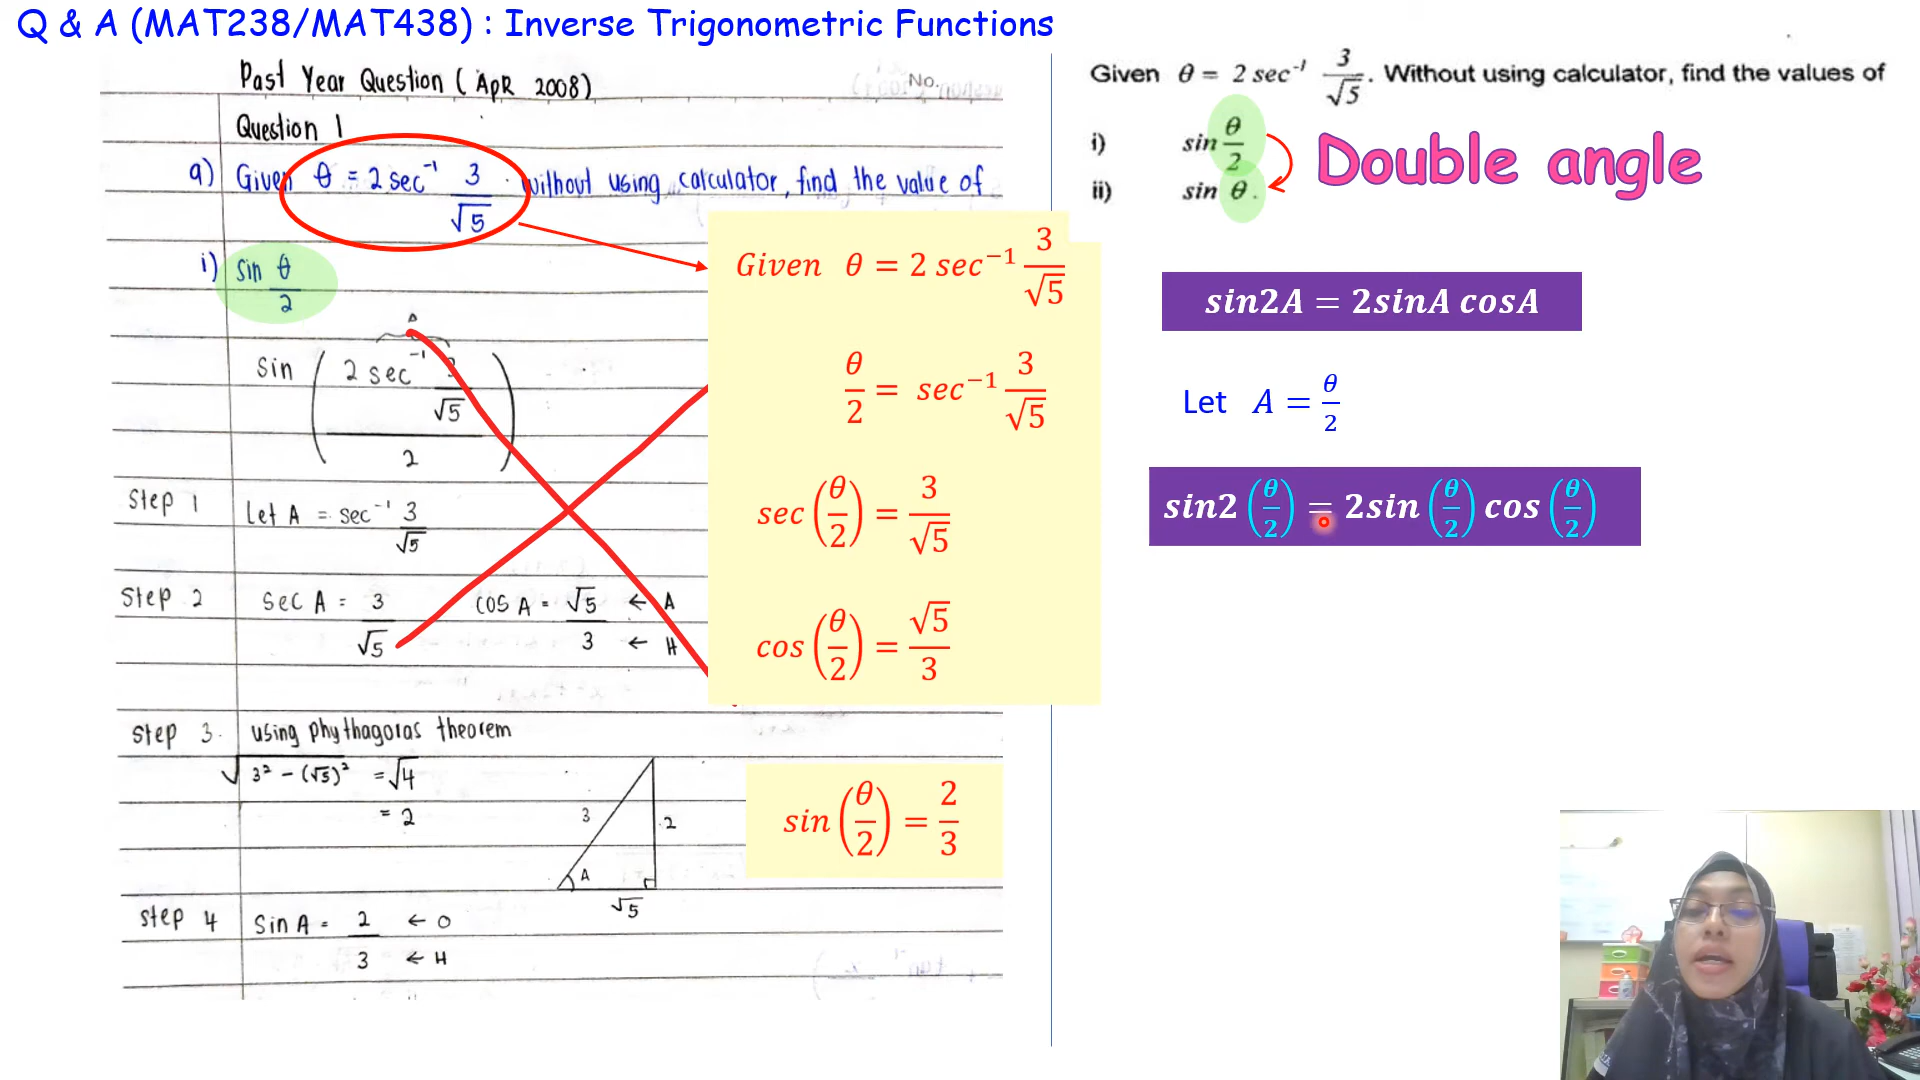 Q & A (MAT238/MAT438) : Inverse Trigonometric Functions
Past Year Question (APR 2008)
No.
Question 1
a) Given θ = 2 sec⁻¹ 3/√5 . without using calculator, find the value of
i) sin θ/2
A
sin ( 2 sec⁻¹ 3/√5 / 2 )
Step 1 Let A = sec⁻¹ 3/√5
Step 2 sec A = 3/√5 cos A = √5/3 ← A ← H
Step 3. using phythagoras theorem
√3² - (√5)² = √4
= 2
3
2
A
√5
Step 4 sin A = 2/3 ← O ← H
Given θ = 2 sec⁻¹ 3/√5
θ/2 = sec⁻¹ 3/√5
sec(θ/2) = 3/√5
cos(θ/2) = √5/3
sin(θ/2) = 2/3
Given θ = 2 sec⁻¹ 3/√5. Without using calculator, find the values of
i) sin θ/2
ii) sin θ.
Double angle
sin2A = 2sinA cosA
Let A = θ/2
sin2(θ/2) = 2sin(θ/2) cos(θ/2)